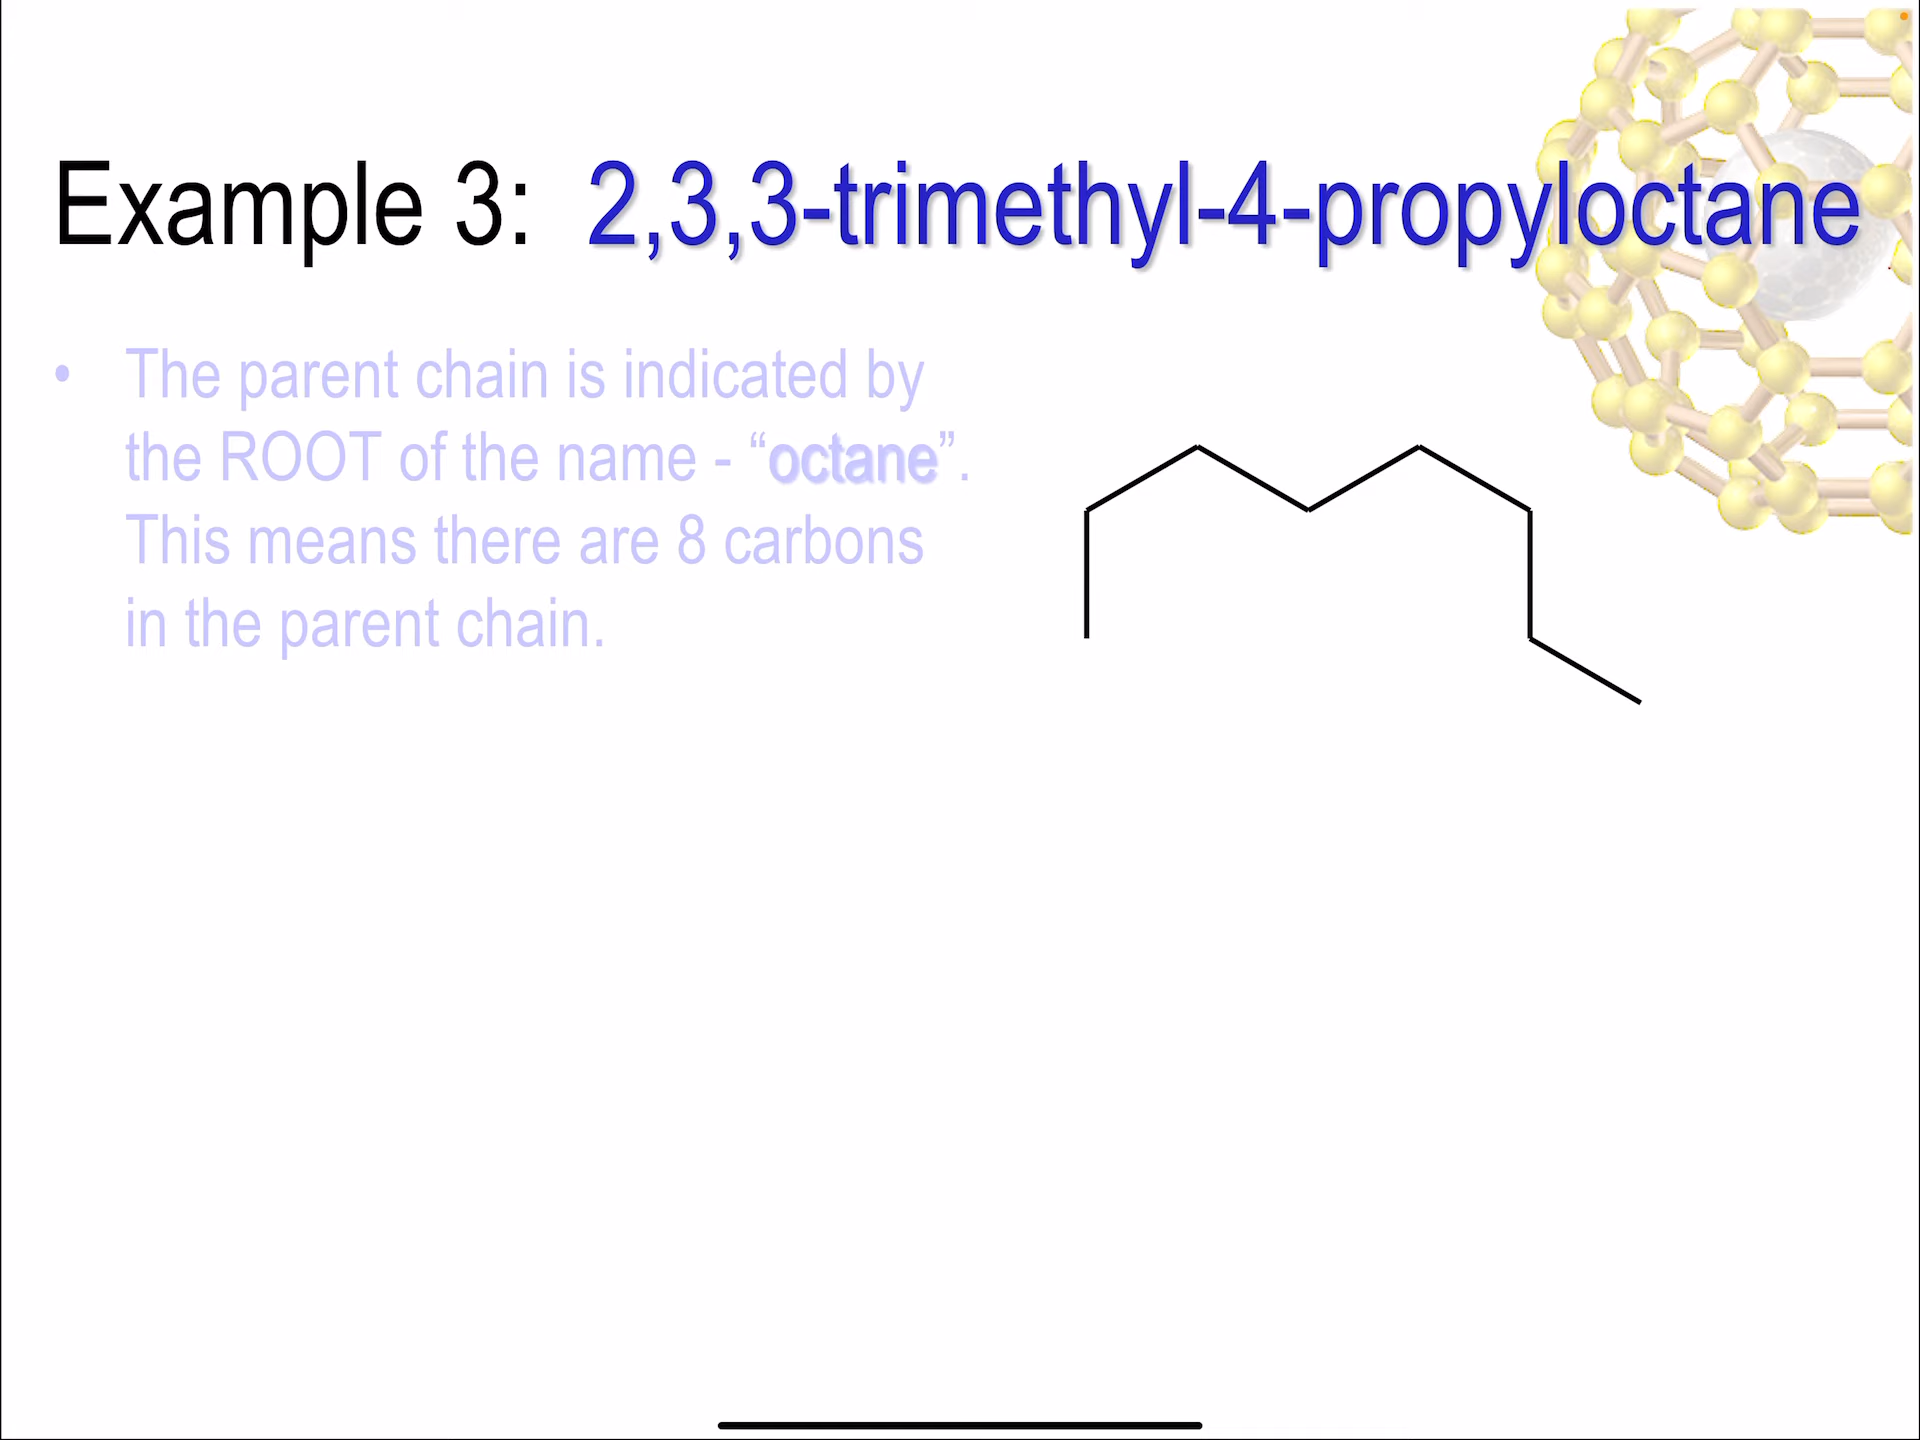 Example 3: 2,3,3-trimethyl-4-propyloctane
• The parent chain is indicated by
the ROOT of the name - “octane”.
This means there are 8 carbons
in the parent chain.